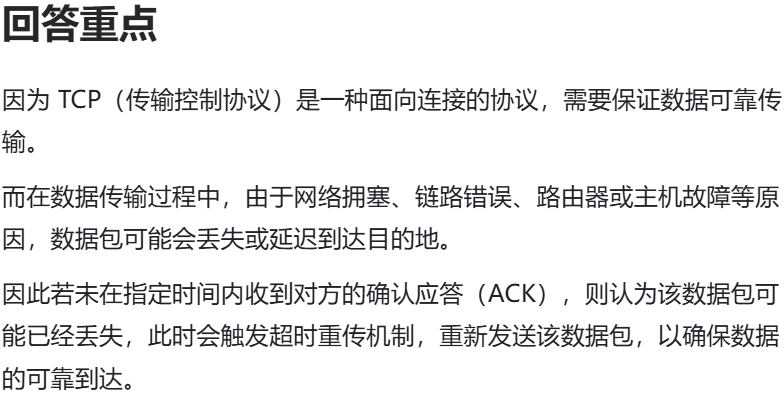 回答重点
因为 TCP（传输控制协议）是一种面向连接的协议，需要保证数据可靠传
输。
而在数据传输过程中，由于网络拥塞、链路错误、路由器或主机故障等原
因，数据包可能会丢失或延迟到达目的地。
因此若未在指定时间内收到对方的确认应答（ACK），则认为该数据包可
能已经丢失，此时会触发超时重传机制，重新发送该数据包，以确保数据
的可靠到达。